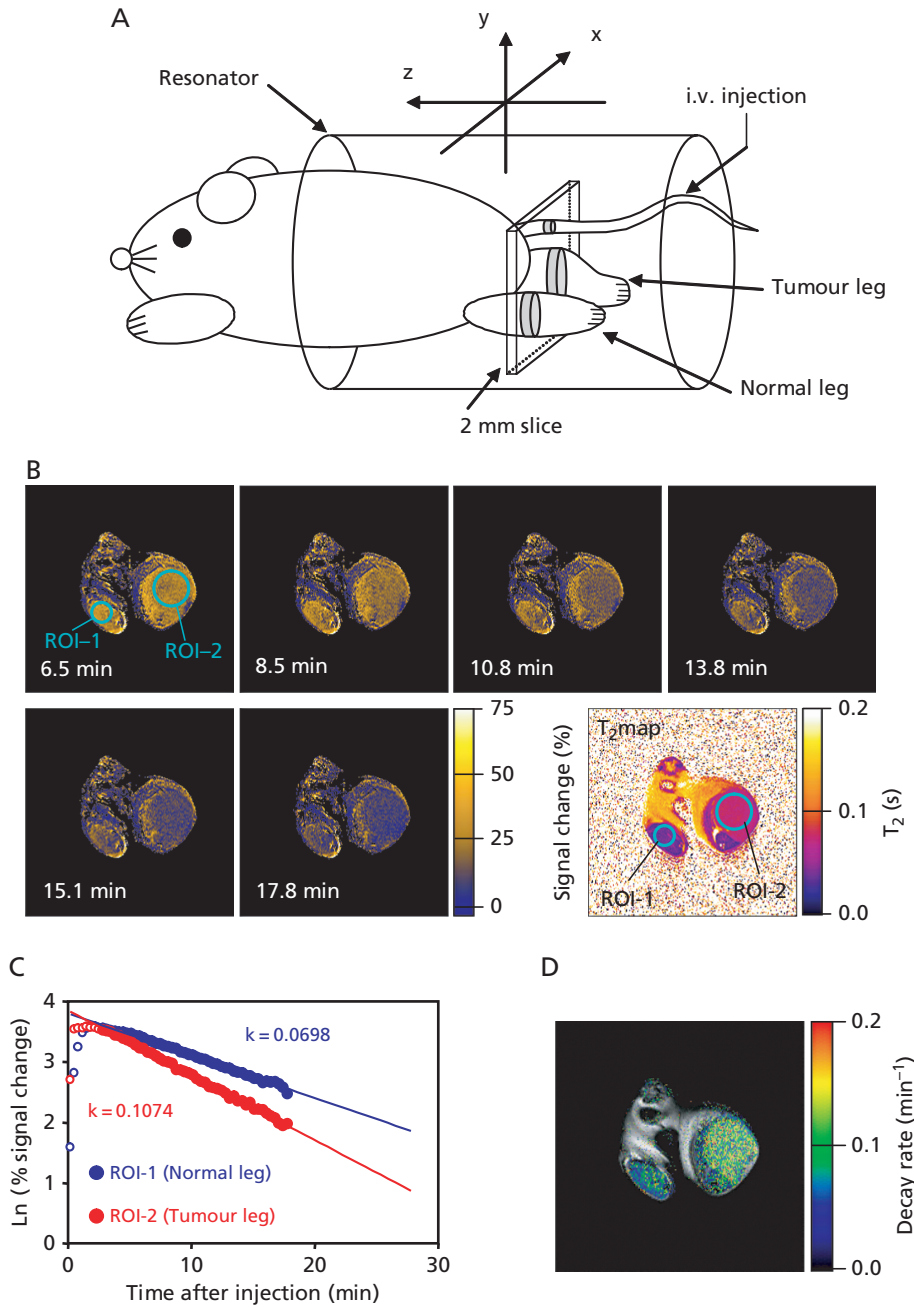 A
y
x
z
Resonator
i.v. injection
Tumour leg
Normal leg
2 mm slice
B
ROI–1
ROI–2
6.5 min
8.5 min
10.8 min
13.8 min
15.1 min
17.8 min
75
50
25
0
Signal change (%)
T₂map
ROI-1
ROI-2
0.2
0.1
0.0
T₂ (s)
C
4
3
2
1
0
0
10
20
30
k = 0.0698
k = 0.1074
ROI-1 (Normal leg)
ROI-2 (Tumour leg)
Ln (% signal change)
Time after injection (min)
D
0.2
0.1
0.0
Decay rate (min⁻¹)